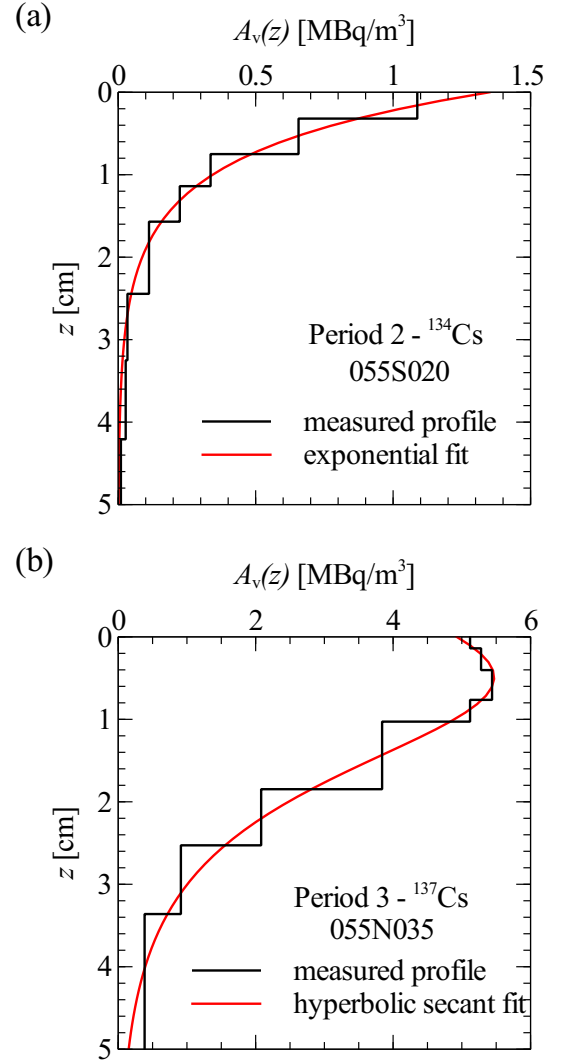 (a)
A_v(z) [MBq/m³]
0 0.5 1 1.5
0
1
2
3
4
5
z [cm]
Period 2 - ¹³⁴Cs
055S020
measured profile
exponential fit
(b)
A_v(z) [MBq/m³]
0 2 4 6
0
1
2
3
4
5
z [cm]
Period 3 - ¹³⁷Cs
055N035
measured profile
hyperbolic secant fit